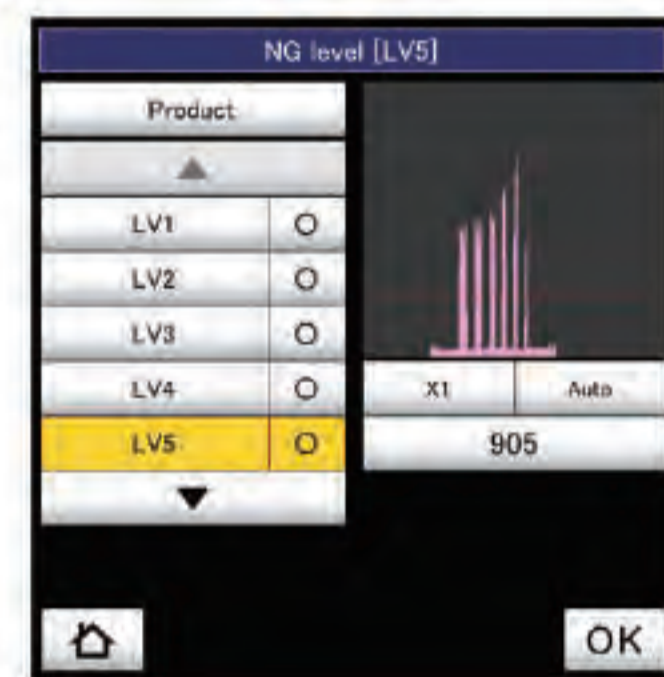 NG level [LV5]
Product
LV1 O
LV2 O
LV3 O
LV4 O
LV5 O
X1 Auto
905
OK